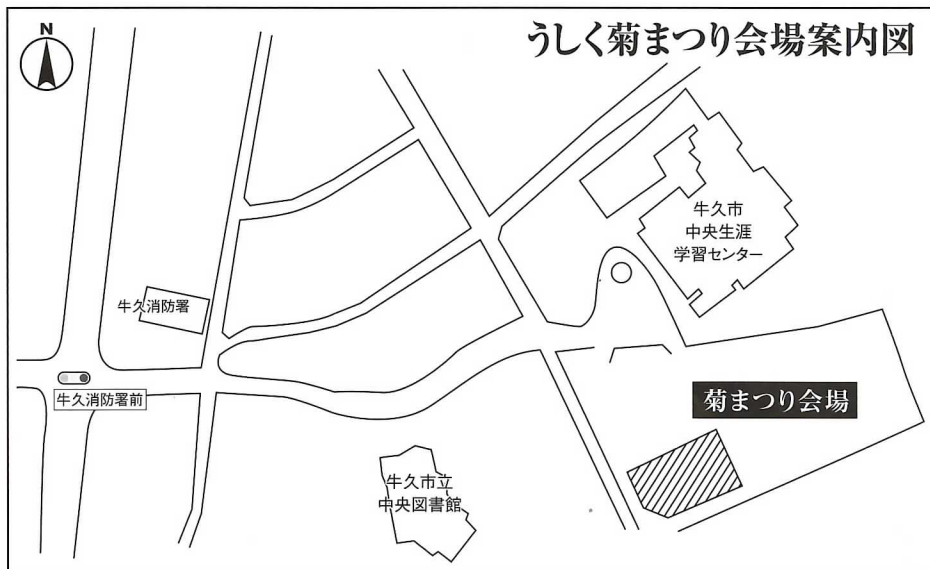 N
うしく菊まつり会場案内図
牛久市
中央生涯
学習センター
牛久消防署
牛久消防署前
菊まつり会場
牛久市立
中央図書館